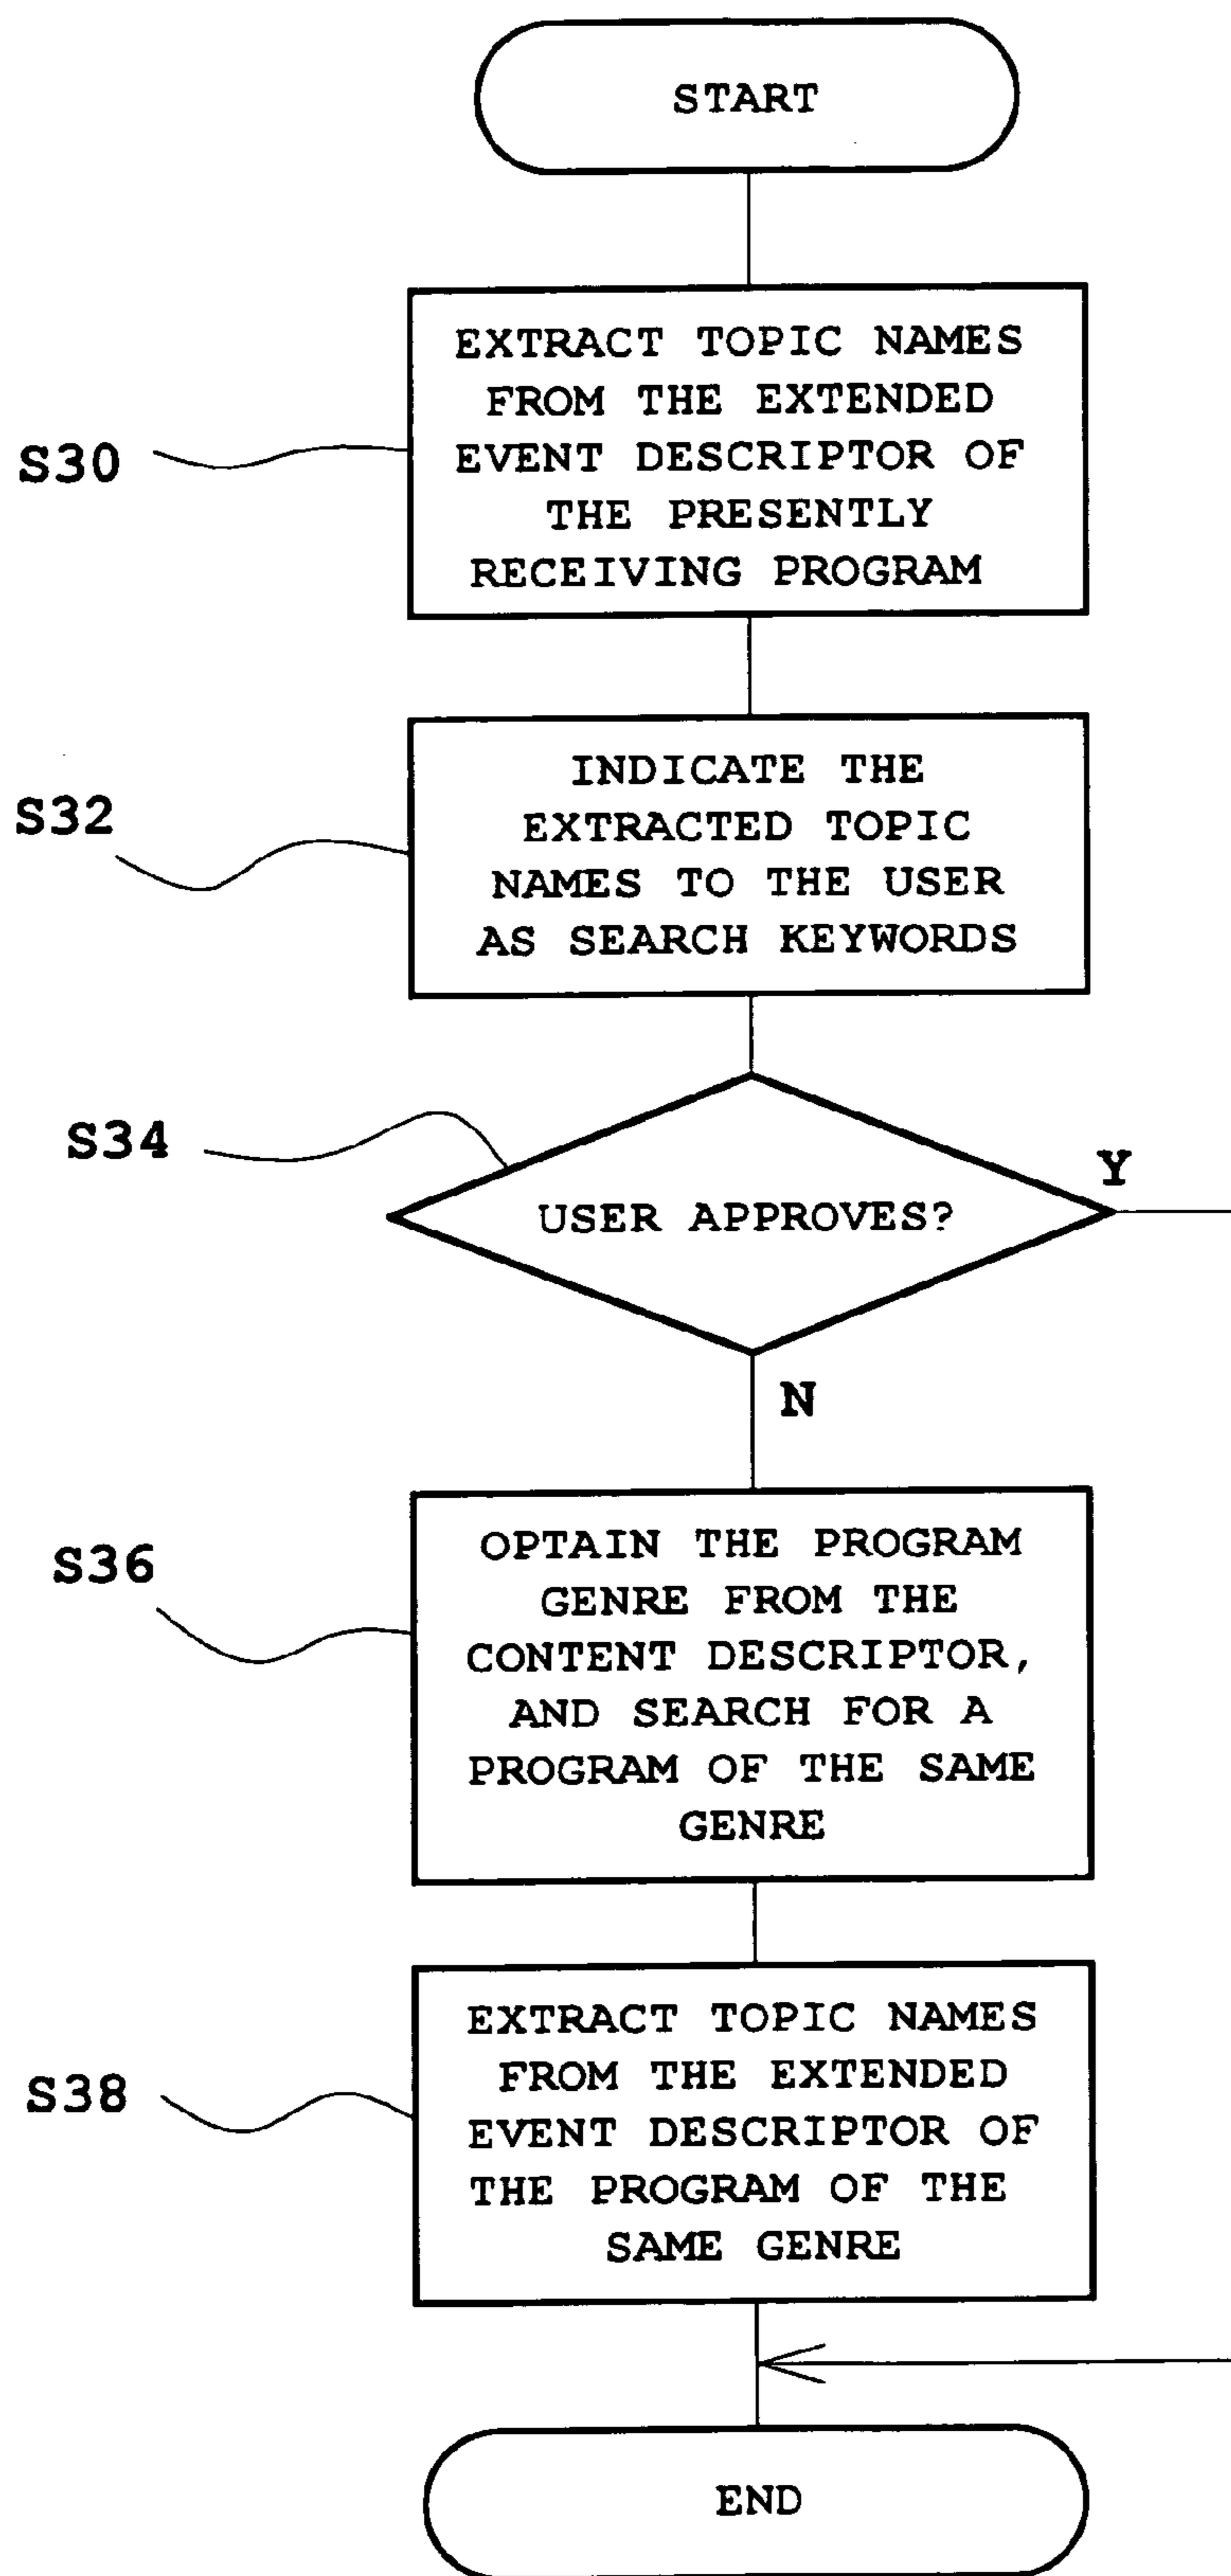 START
EXTRACT TOPIC NAMES
FROM THE EXTENDED
EVENT DESCRIPTOR OF
THE PRESENTLY
RECEIVING PROGRAM
S30
INDICATE THE
EXTRACTED TOPIC
NAMES TO THE USER
AS SEARCH KEYWORDS
S32
S34
USER APPROVES?
Y
N
OPTAIN THE PROGRAM
GENRE FROM THE
CONTENT DESCRIPTOR,
AND SEARCH FOR A
PROGRAM OF THE SAME
GENRE
S36
EXTRACT TOPIC NAMES
FROM THE EXTENDED
EVENT DESCRIPTOR OF
THE PROGRAM OF THE
SAME GENRE
S38
END